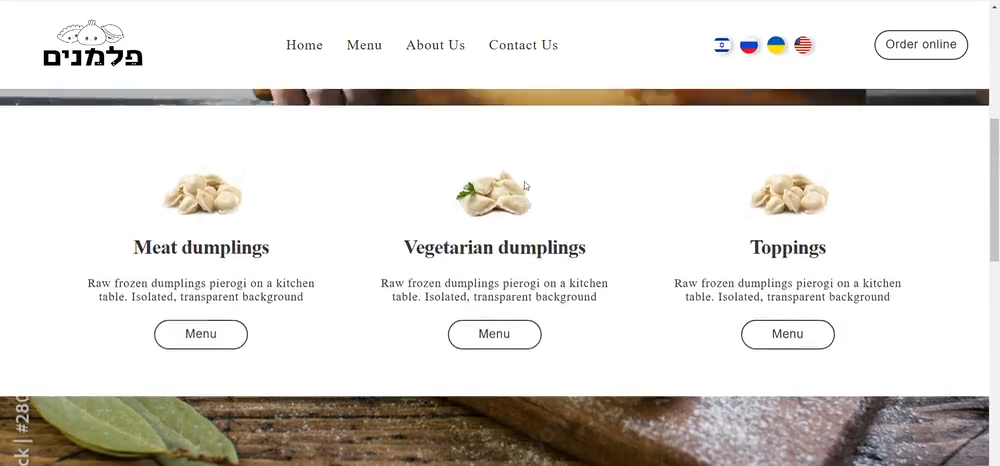 פלמנים
Home Menu About Us Contact Us
Order online
Meat dumplings
Raw frozen dumplings pierogi on a kitchen
table. Isolated, transparent background
Menu
Vegetarian dumplings
Raw frozen dumplings pierogi on a kitchen
table. Isolated, transparent background
Menu
Toppings
Raw frozen dumplings pierogi on a kitchen
table. Isolated, transparent background
Menu
ck | #280